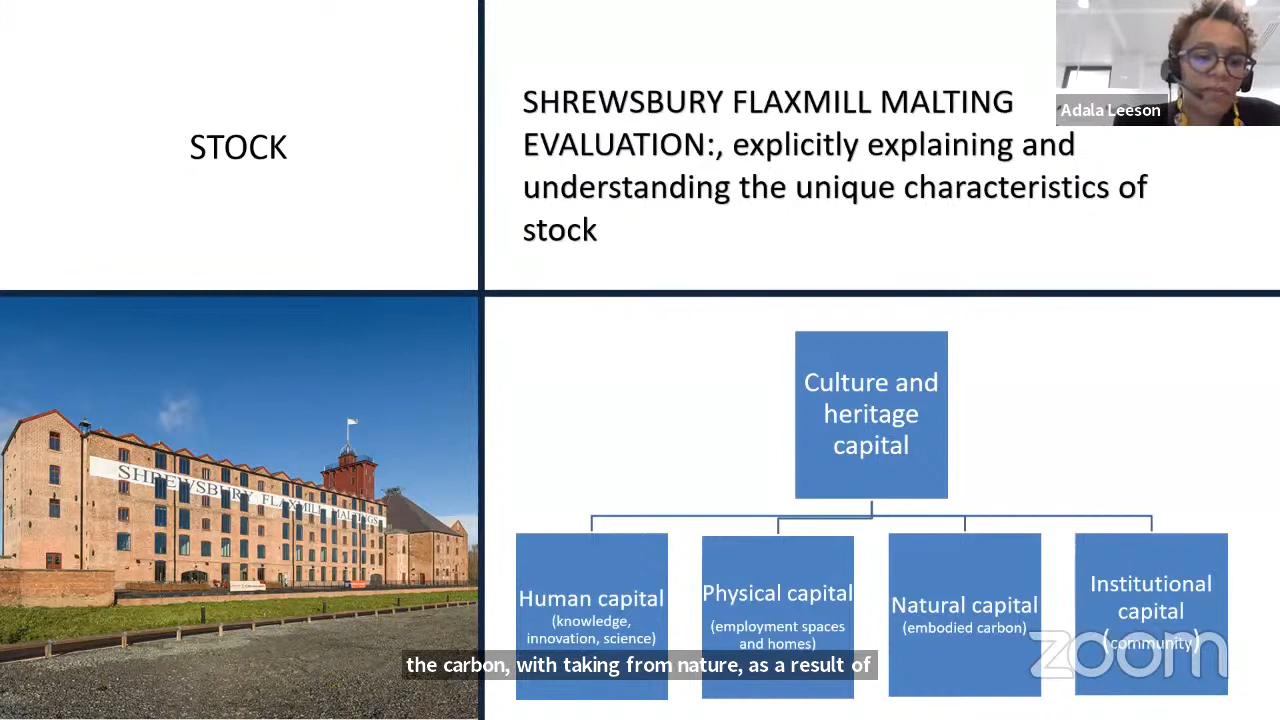 STOCK
SHREWSBURY FLAXMILL MALTING
EVALUATION:, explicitly explaining and
understanding the unique characteristics of
stock
Adala Leeson
SHREWSBURY FLAXMILL MALTINGS
Culture and
heritage
capital
Human capital
(knowledge,
innovation, science)
Physical capital
(employment spaces
and homes)
Natural capital
(embodied carbon)
Institutional
capital
(community)
the carbon, with taking from nature, as a result of
zoom